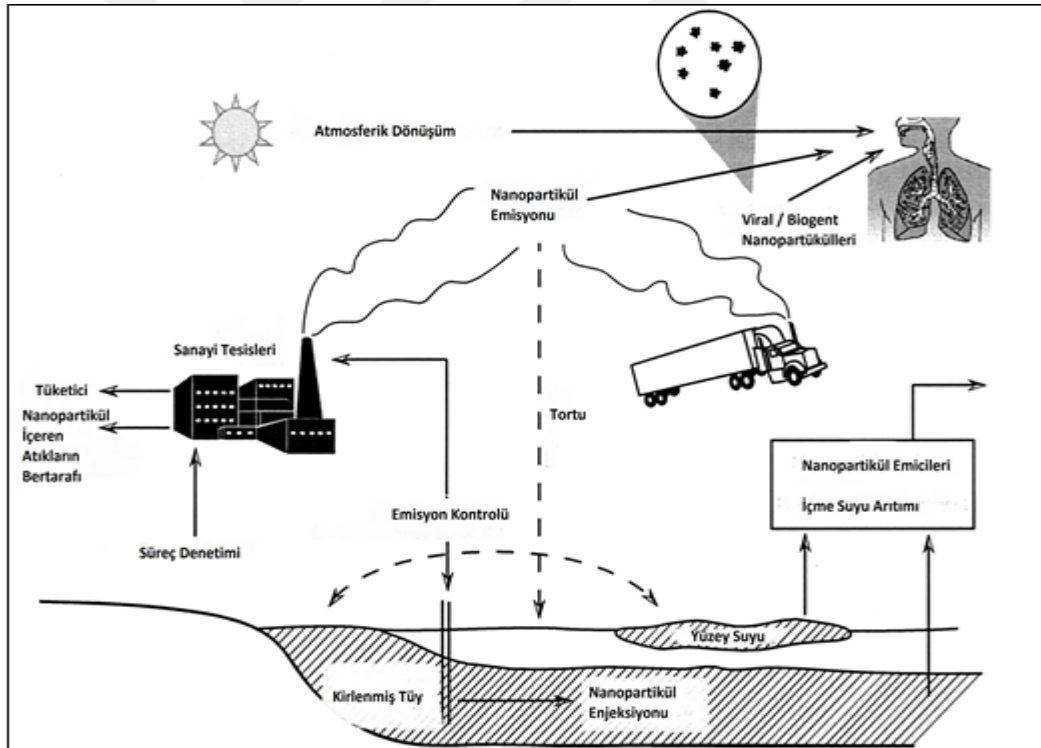 Atmosferik Dönüşüm
Nanopartikül
Emisyonu
Viral / Biogent
Nanopartükülleri
Sanayi Tesisleri
Tüketici
Nanopartikül
İçeren
Atıkların
Bertarafı
Tortu
Nanopartikül Emicileri
İçme Suyu Arıtımı
Emisyon Kontrolü
Süreç Denetimi
Yüzey Suyu
Kirlenmiş Tüy
Nanopartikül
Enjeksiyonu